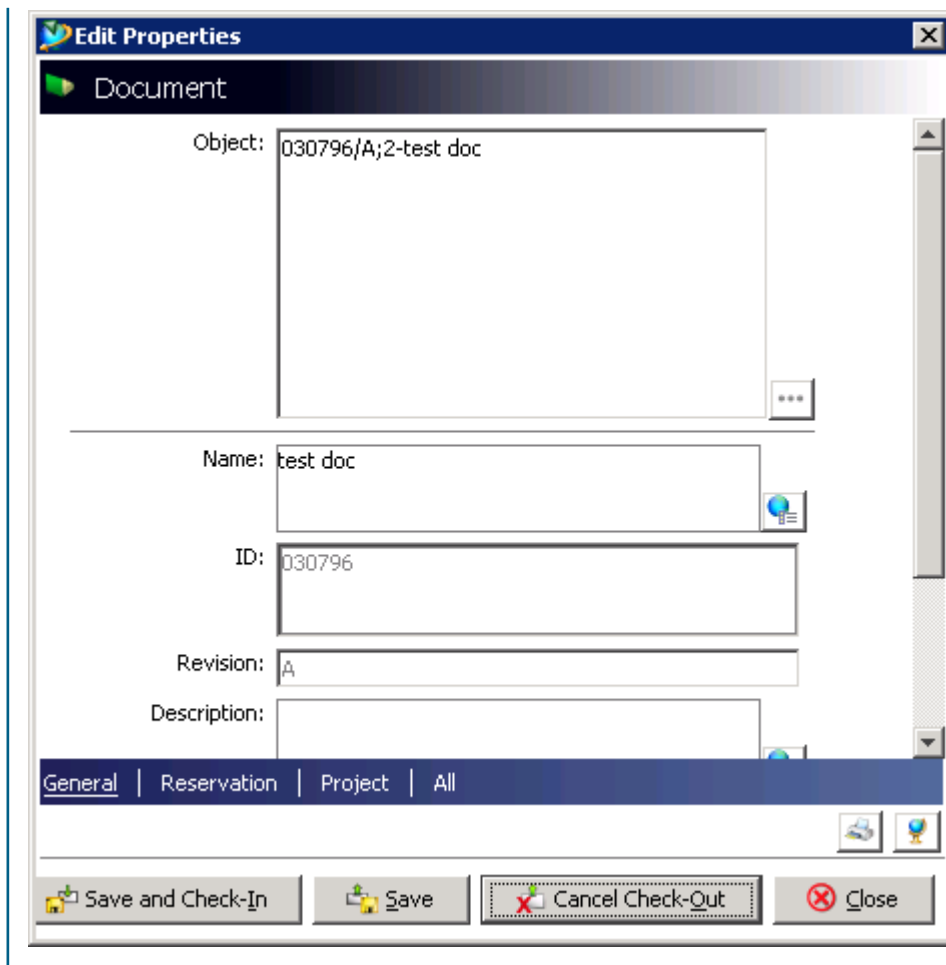 Edit Properties
Document
Object: 030796/A;2-test doc
Name: test doc
ID: 030796
Revision: A
Description:
General | Reservation | Project | All
Save and Check-In Save Cancel Check-Out Close